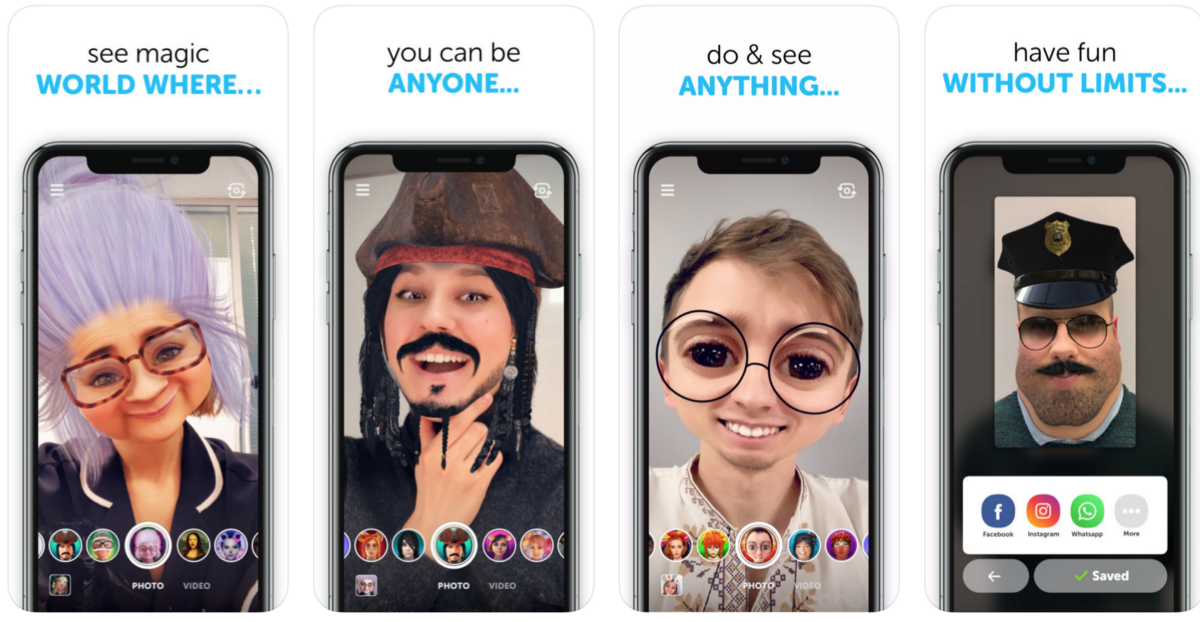 see magic
WORLD WHERE...
PHOTO
VIDEO
you can be
ANYONE...
PHOTO
VIDEO
do & see
ANYTHING...
PHOTO
VIDEO
have fun
WITHOUT LIMITS...
Facebook
Instagram
Whatsapp
More
Saved